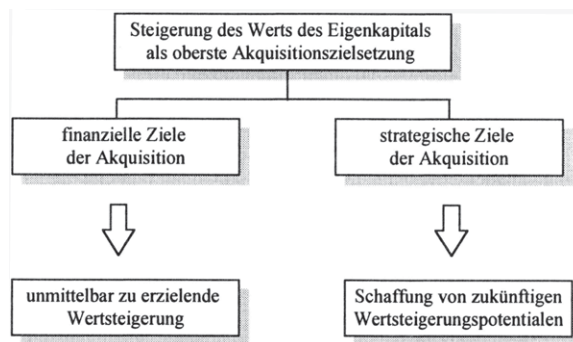 Steigerung des Werts des Eigenkapitals
als oberste Akquisitionszielsetzung
finanzielle Ziele
der Akquisition
strategische Ziele
der Akquisition
unmittelbar zu erzielende
Wertsteigerung
Schaffung von zukünftigen
Wertsteigerungspotentialen